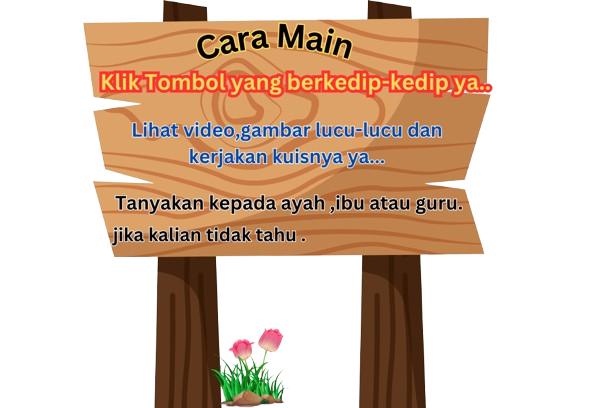 Cara Main
Klik Tombol yang berkedip-kedip ya..
Lihat video,gambar lucu-lucu dan
kerjakan kuisnya ya...
Tanyakan kepada ayah ,ibu atau guru.
jika kalian tidak tahu .